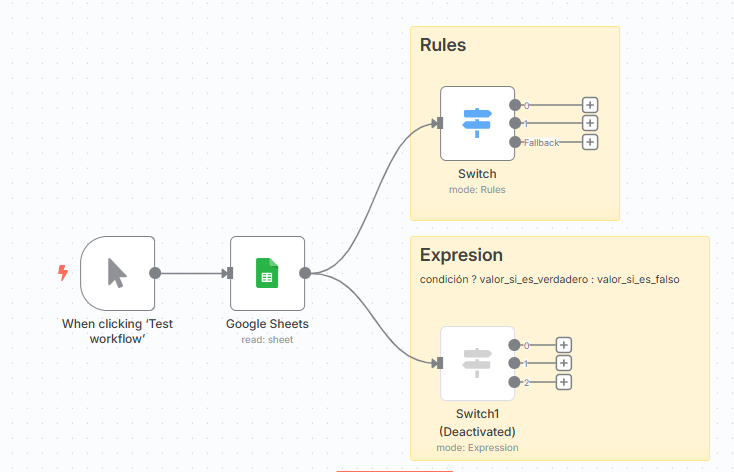 Rules
0
1
Fallback
Switch
mode: Rules
When clicking ‘Test
workflow’
Google Sheets
read: sheet
Expresion
condición ? valor_si_es_verdadero : valor_si_es_falso
0
1
2
Switch1
(Deactivated)
mode: Expression